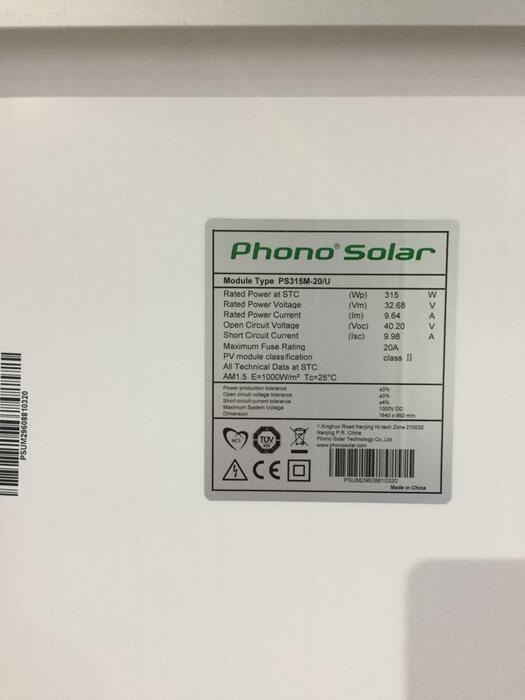 Phono® Solar
Module Type PS315M-20/U
Rated Power at STC (Wp) 315 W
Rated Power Voltage (Vm) 32.68 V
Rated Power Current (Im) 9.64 A
Open Circuit Voltage (Voc) 40.20 V
Short Circuit Current (Isc) 9.98 A
Maximum Fuse Rating 20A
PV module classification class II
All Technical Data at STC:
AM1.5 E=1000W/m² Tc=25°C
Power production tolerance ±3%
Open circuit voltage tolerance ±3%
Short circuit current tolerance ±4%
Maximum System Voltage 1000V DC
Dimension 1640 x 992 mm
MCS
TÜV
1.Xinghuo Road Nanjing Hi-tech Zone 210032
Nanjing P.R. China
Phono Solar Technology Co.,Ltd.
www.phonosolar.com
CE
PSUM29608810320
Made in China
PSUM29608810320